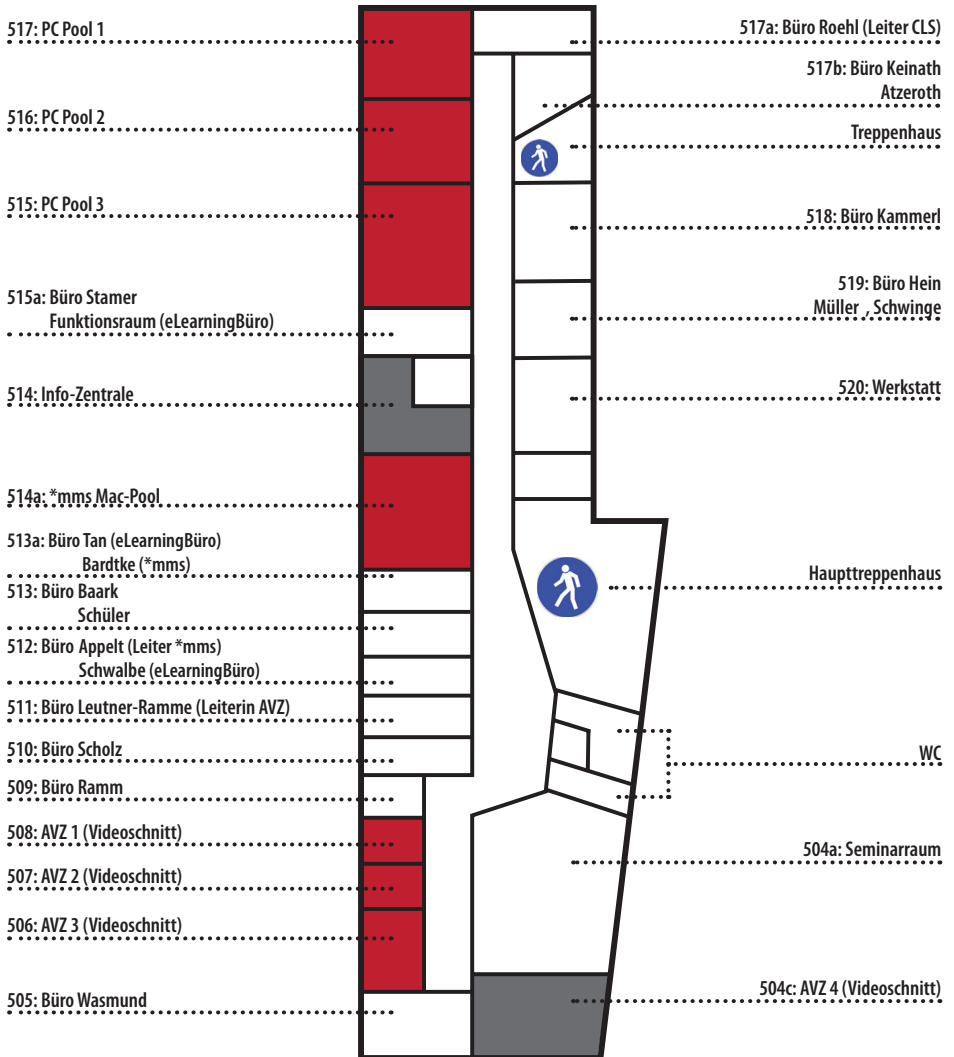 517: PC Pool 1
516: PC Pool 2
515: PC Pool 3
515a: Büro Stamer
Funktionsraum (eLearningBüro)
514: Info-Zentrale
514a: *mms Mac-Pool
513a: Büro Tan (eLearningBüro)
Bardtke (*mms)
513: Büro Baark
Schüler
512: Büro Appelt (Leiter *mms)
Schwalbe (eLearningBüro)
511: Büro Leutner-Ramme (Leiterin AVZ)
510: Büro Scholz
509: Büro Ramm
508: AVZ 1 (Videoschnitt)
507: AVZ 2 (Videoschnitt)
506: AVZ 3 (Videoschnitt)
505: Büro Wasmund
517a: Büro Roehl (Leiter CLS)
517b: Büro Keinath
Atzeroth
Treppenhaus
518: Büro Kammerl
519: Büro Hein
Müller , Schwinge
520: Werkstatt
Haupttreppenhaus
WC
504a: Seminarraum
504c: AVZ 4 (Videoschnitt)